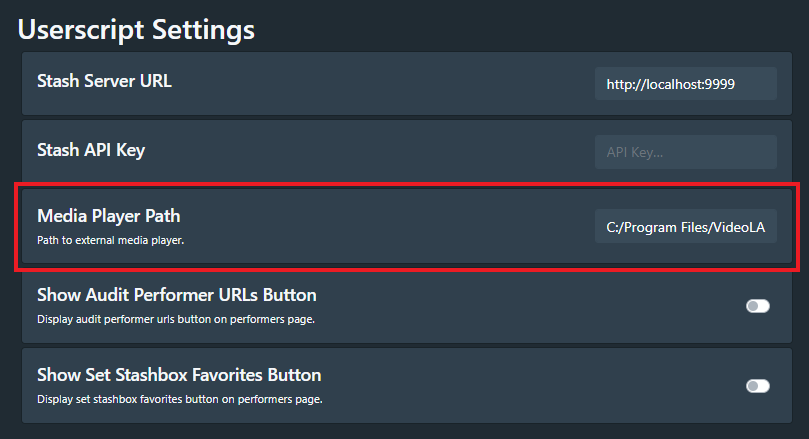 Userscript Settings
Stash Server URL
http://localhost:9999
Stash API Key
API Key...
Media Player Path
Path to external media player.
C:/Program Files/VideoLA
Show Audit Performer URLs Button
Display audit performer urls button on performers page.
Show Set Stashbox Favorites Button
Display set stashbox favorites button on performers page.